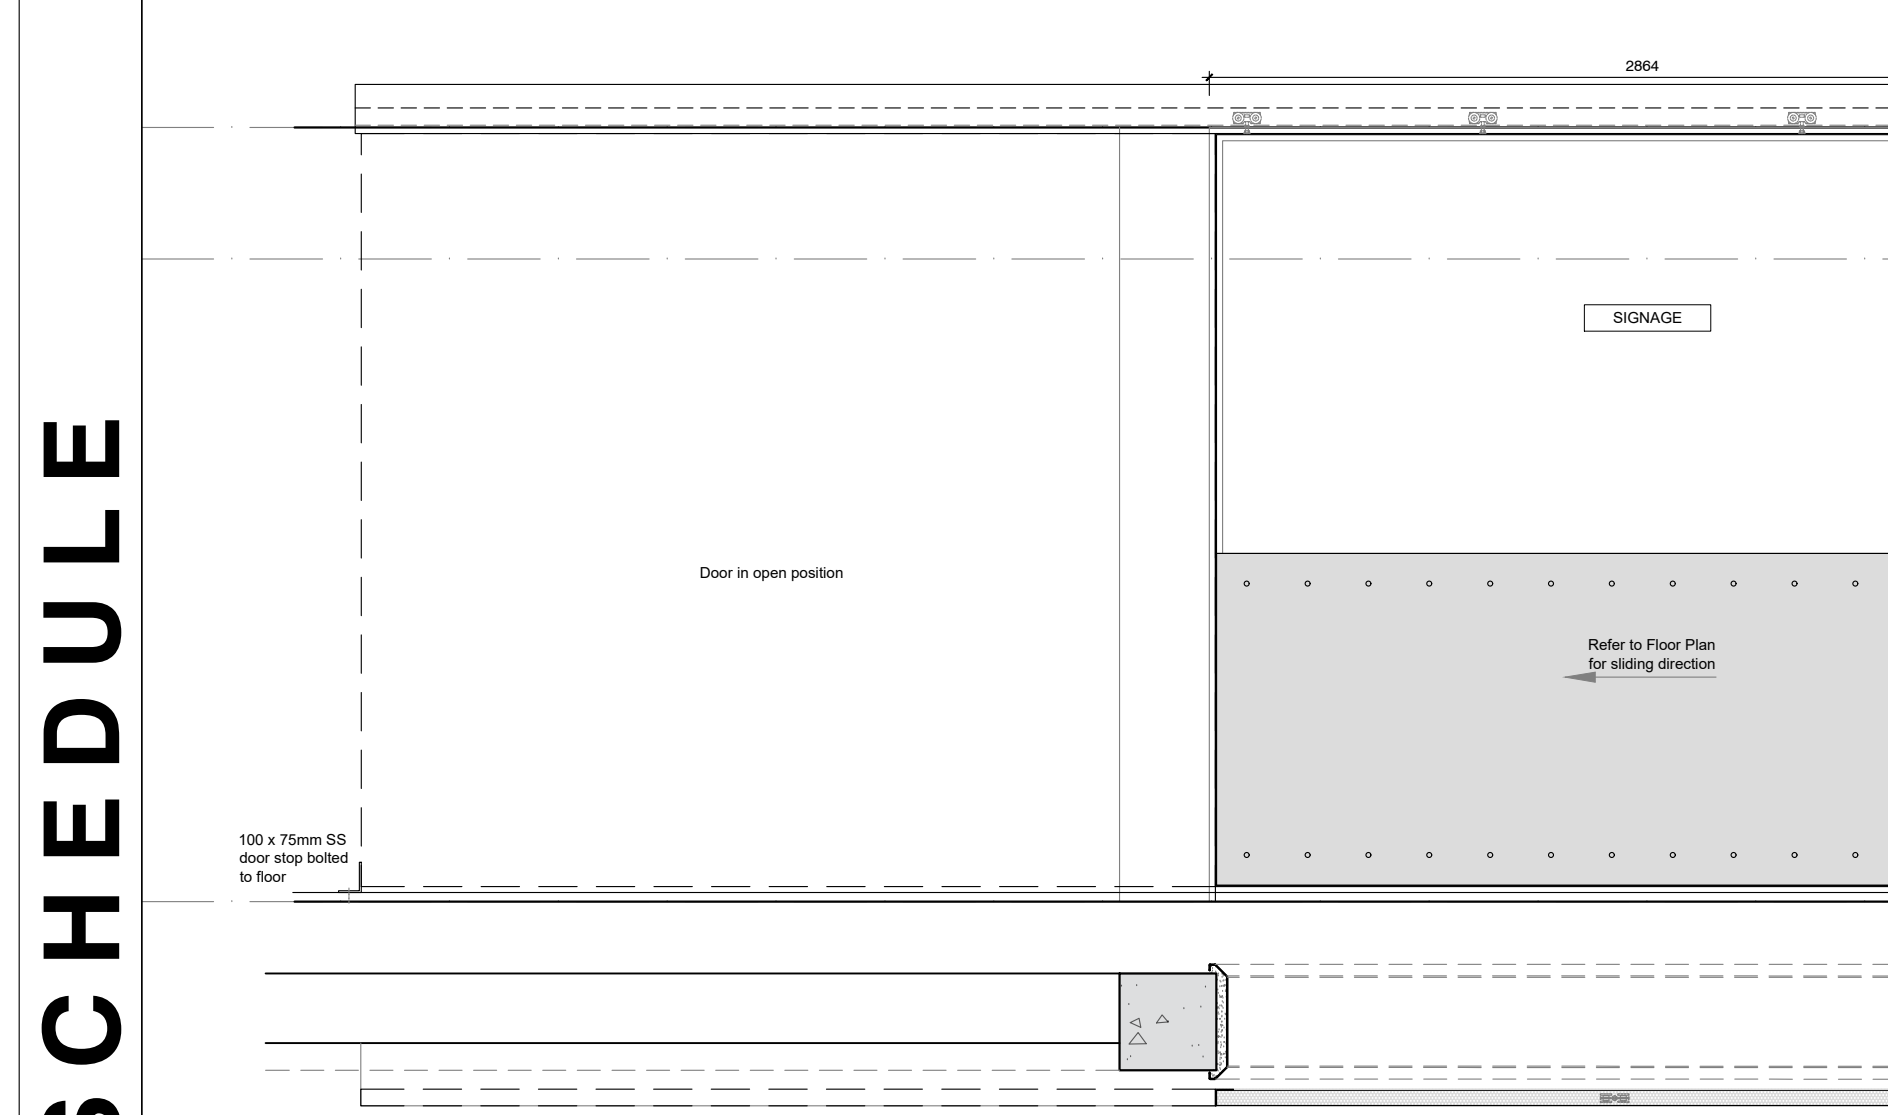 2864
SIGNAGE
Door in open position
Refer to Floor Plan
for sliding direction
100 x 75mm SS
door stop bolted
to floor
SCHEDULE